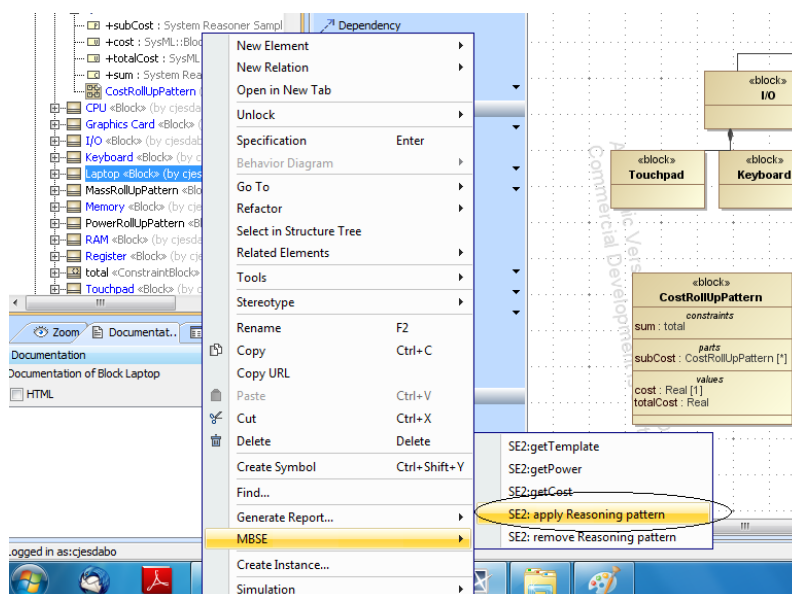 +subCost : System Reasoner Sampl
+cost : SysML::Bloc
+totalCost : SysML
+sum : System Rea
CostRollUpPattern (
CPU «Block» (by cjesda
Graphics Card «Block» (
I/O «Block» (by cjesdab
Keyboard «Block» (by c
Laptop «Block» (by cjes
MassRollUpPattern «Blo
Memory «Block» (by cje
PowerRollUpPattern «Bl
RAM «Block» (by cjesda
Register «Block» (by cje
total «ConstraintBlock»
Touchpad «Block» (by c
Zoom
Documentat..
Documentation
Documentation of Block Laptop
HTML
Logged in as:cjesdabo
Dependency
New Element
New Relation
Open in New Tab
Unlock
Specification Enter
Behavior Diagram
Go To
Refactor
Select in Structure Tree
Related Elements
Tools
Stereotype
Rename F2
Copy Ctrl+C
Copy URL
Paste Ctrl+V
Cut Ctrl+X
Delete Delete
Create Symbol Ctrl+Shift+Y
Find...
Generate Report...
MBSE
Create Instance...
Simulation
SE2:getTemplate
SE2:getPower
SE2:getCost
SE2: apply Reasoning pattern
SE2: remove Reasoning pattern
«block»
I/O
«block»
Touchpad
«block»
Keyboard
«block»
CostRollUpPattern
constraints
sum : total
parts
subCost : CostRollUpPattern [*]
values
cost : Real [1]
totalCost : Real
Commercial Development is